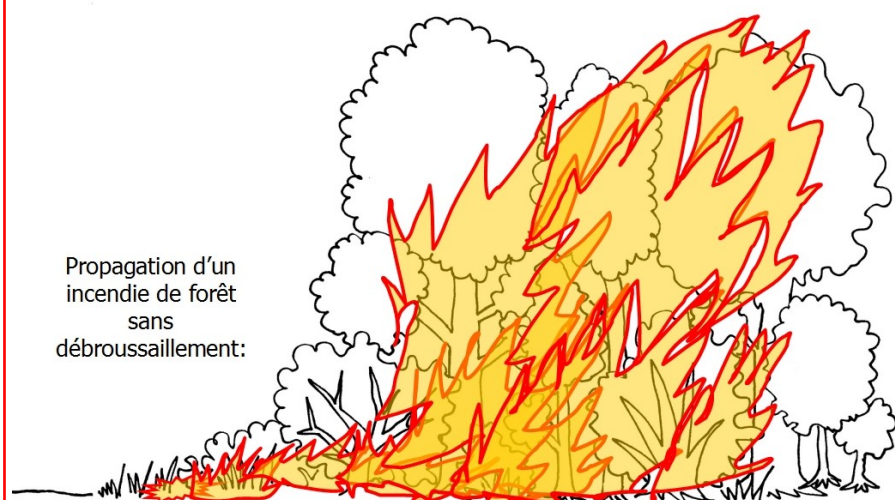 Propagation d’un
incendie de forêt
sans
débroussaillement: